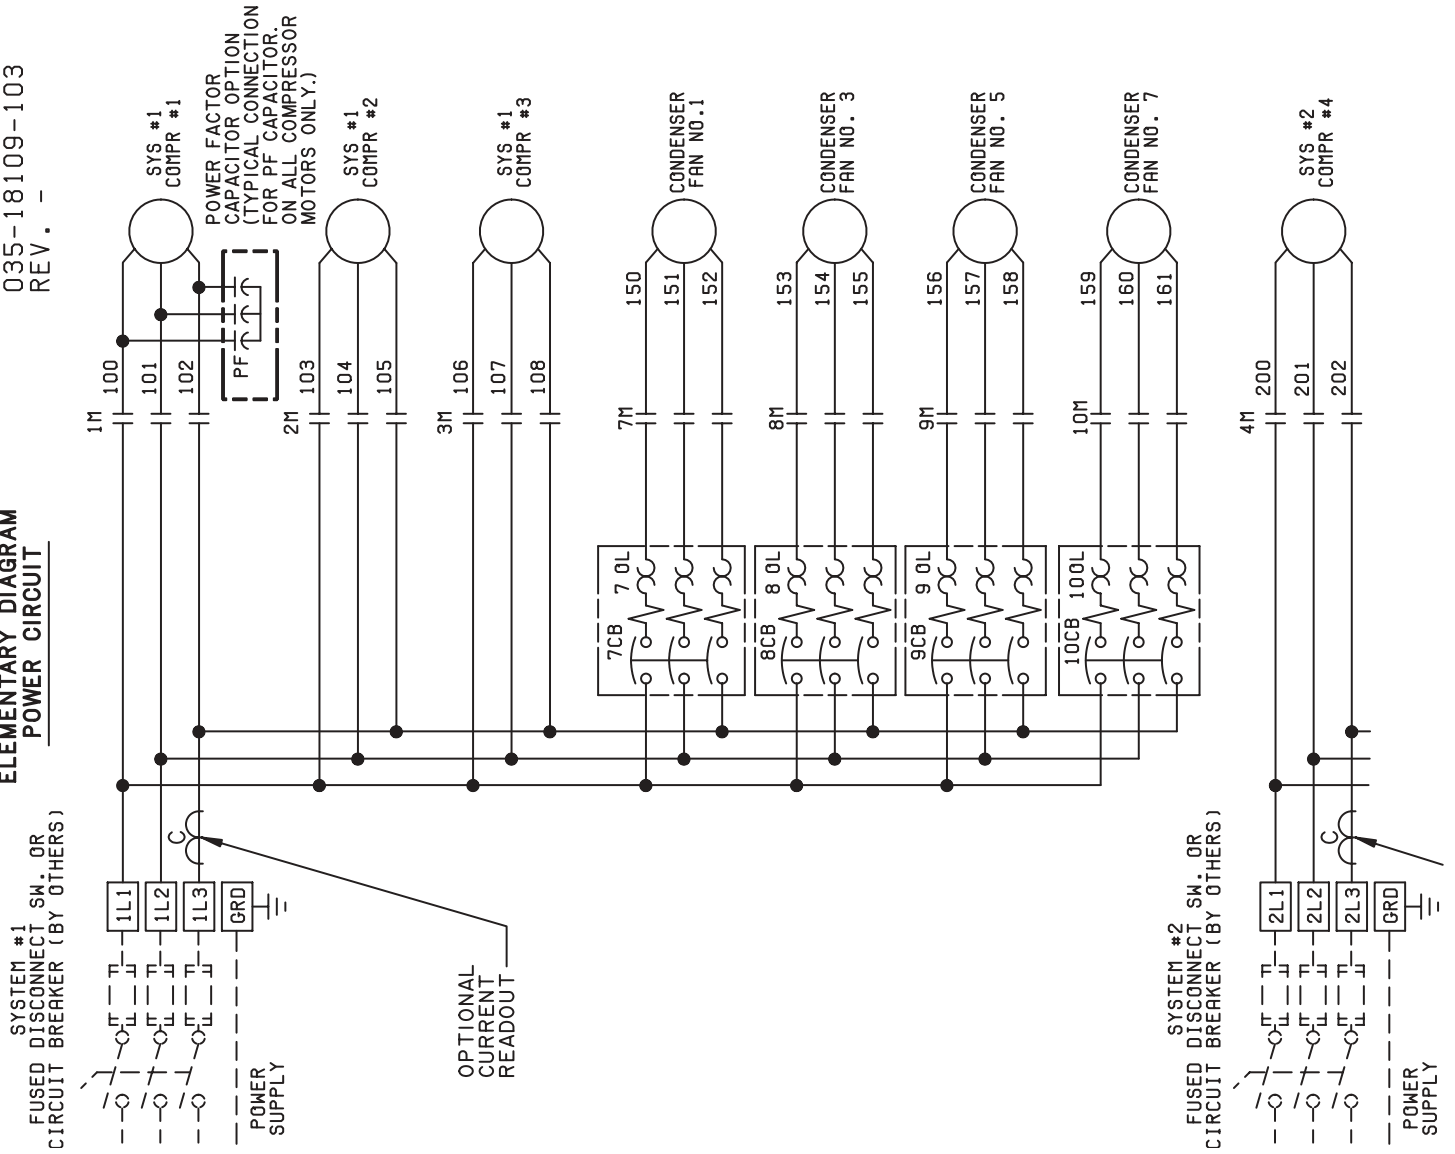 035-18109-103
REV. -
ELEMENTARY DIAGRAM
POWER CIRCUIT
SYSTEM #1
FUSED DISCONNECT SW. OR
CIRCUIT BREAKER (BY OTHERS)
POWER
SUPPLY
1L1
1L2
1L3
GRD
C
OPTIONAL
CURRENT
READOUT
1M
100
101
102
SYS #1
COMPR #1
PF
POWER FACTOR
CAPACITOR OPTION
(TYPICAL CONNECTION
FOR PF CAPACITOR.
ON ALL COMPRESSOR
MOTORS ONLY.)
2M
103
104
105
SYS #1
COMPR #2
3M
106
107
108
SYS #1
COMPR #3
7CB
7 OL
7M
150
151
152
CONDENSER
FAN NO.1
8CB
8 OL
8M
153
154
155
CONDENSER
FAN NO. 3
9CB
9 OL
9M
156
157
158
CONDENSER
FAN NO. 5
10CB
10OL
10M
159
160
161
CONDENSER
FAN NO. 7
SYSTEM #2
FUSED DISCONNECT SW. OR
CIRCUIT BREAKER (BY OTHERS)
POWER
SUPPLY
2L1
2L2
2L3
GRD
C
4M
200
201
202
SYS #2
COMPR #4